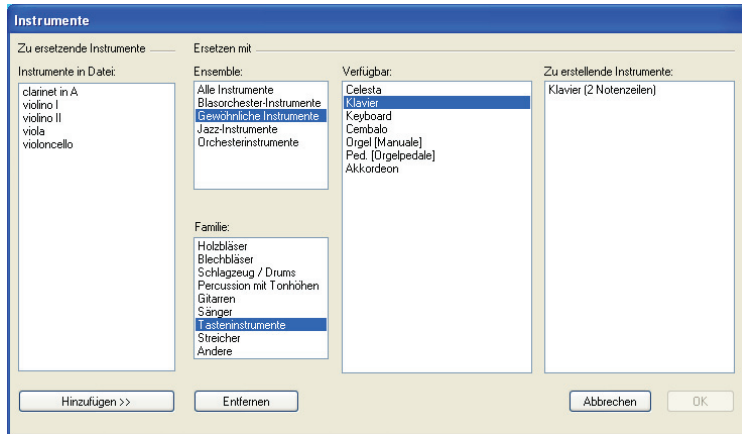 Instrumente
Zu ersetzende Instrumente
Ersetzen mit
Instrumente in Datei:
clarinet in A
violino I
violino II
viola
violoncello
Ensemble:
Alle Instrumente
Blasorchester-Instrumente
Gewöhnliche Instrumente
Jazz-Instrumente
Orchesterinstrumente
Familie:
Holzbläser
Blechbläser
Schlagzeug / Drums
Percussion mit Tonhöhen
Gitarren
Sänger
Tasteninstrumente
Streicher
Andere
Verfügbar:
Celesta
Klavier
Keyboard
Cembalo
Orgel [Manuale]
Ped. [Orgelpedale]
Akkordeon
Zu erstellende Instrumente:
Klavier (2 Notenzeilen)
Hinzufügen >>
Entfernen
Abbrechen
OK